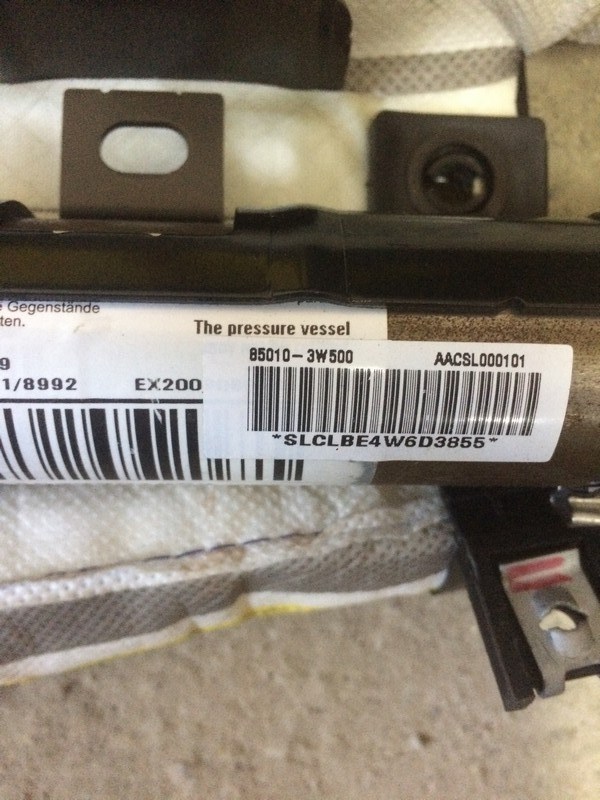 Gegenstände
ten.
The pressure vessel
85010-3W500 AACSL000101
9
1/8992 EX200
*SLCLBE4W6D3855*